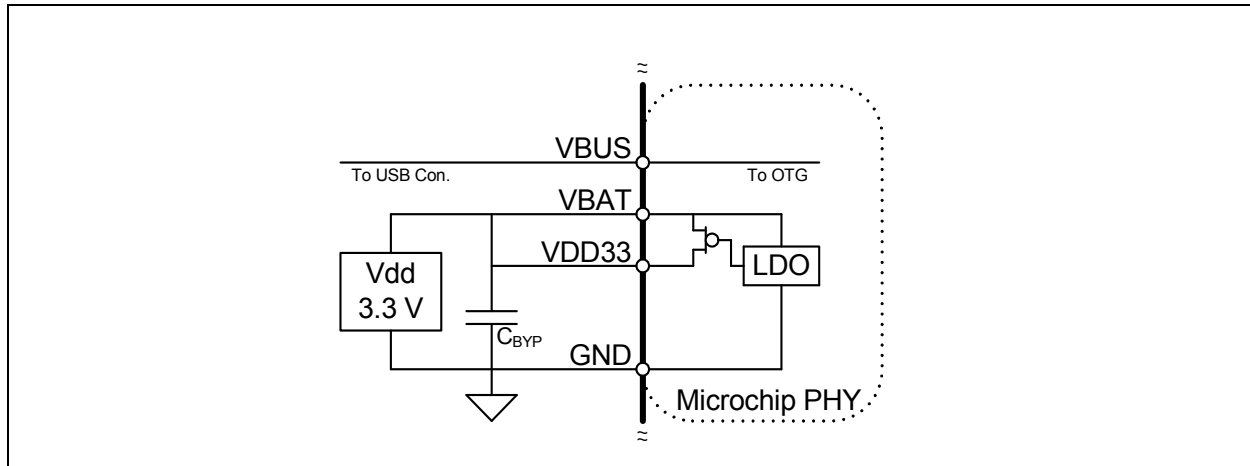 VBUS
To USB Con.
To OTG
VBAT
VDD33
LDO
Vdd
3.3 V
CBYP
GND
Microchip PHY